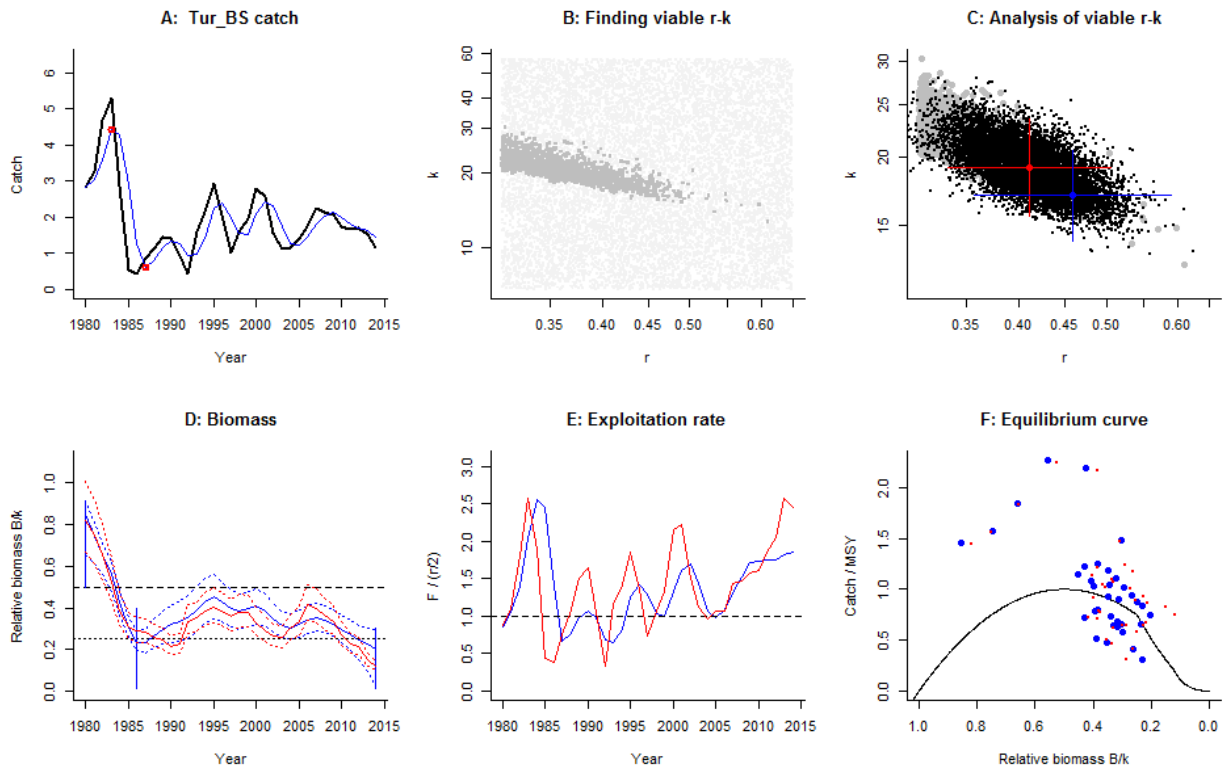 A:  Tur_BS catch
Catch
6
5
4
3
2
1
0
1980 1985 1990 1995 2000 2005 2010 2015
Year
B: Finding viable r-k
k
60
50
40
30
20
10
0.35 0.40 0.45 0.50 0.60
r
C: Analysis of viable r-k
k
30
25
20
15
0.35 0.40 0.45 0.50 0.60
r
D: Biomass
Relative biomass B/k
1.0
0.8
0.6
0.4
0.2
0.0
1980 1985 1990 1995 2000 2005 2010 2015
Year
E: Exploitation rate
F / (r/2)
3.0
2.5
2.0
1.5
1.0
0.5
0.0
1980 1985 1990 1995 2000 2005 2010 2015
Year
F: Equilibrium curve
Catch / MSY
2.0
1.5
1.0
0.5
0.0
1.0 0.8 0.6 0.4 0.2 0.0
Relative biomass B/k